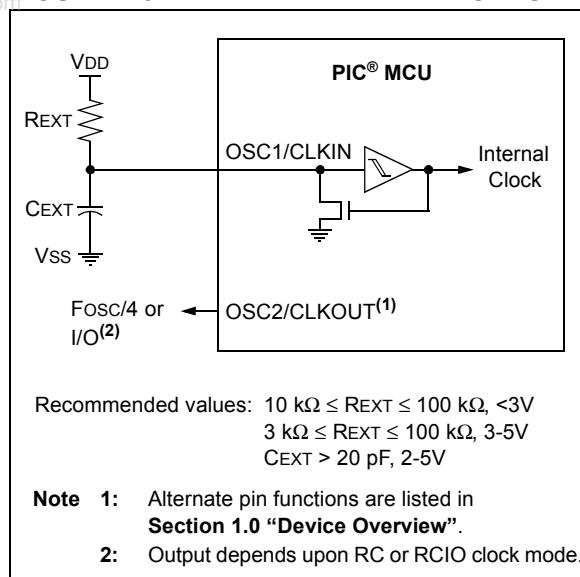 VDD
PIC® MCU
REXT
OSC1/CLKIN
Internal
Clock
CEXT
VSS
FOSC/4 or
I/O(2)
OSC2/CLKOUT(1)
Recommended values: 10 kΩ ≤ REXT ≤ 100 kΩ, <3V
3 kΩ ≤ REXT ≤ 100 kΩ, 3-5V
CEXT > 20 pF, 2-5V
Note 1: Alternate pin functions are listed in
Section 1.0 “Device Overview”.
2: Output depends upon RC or RCIO clock mode.